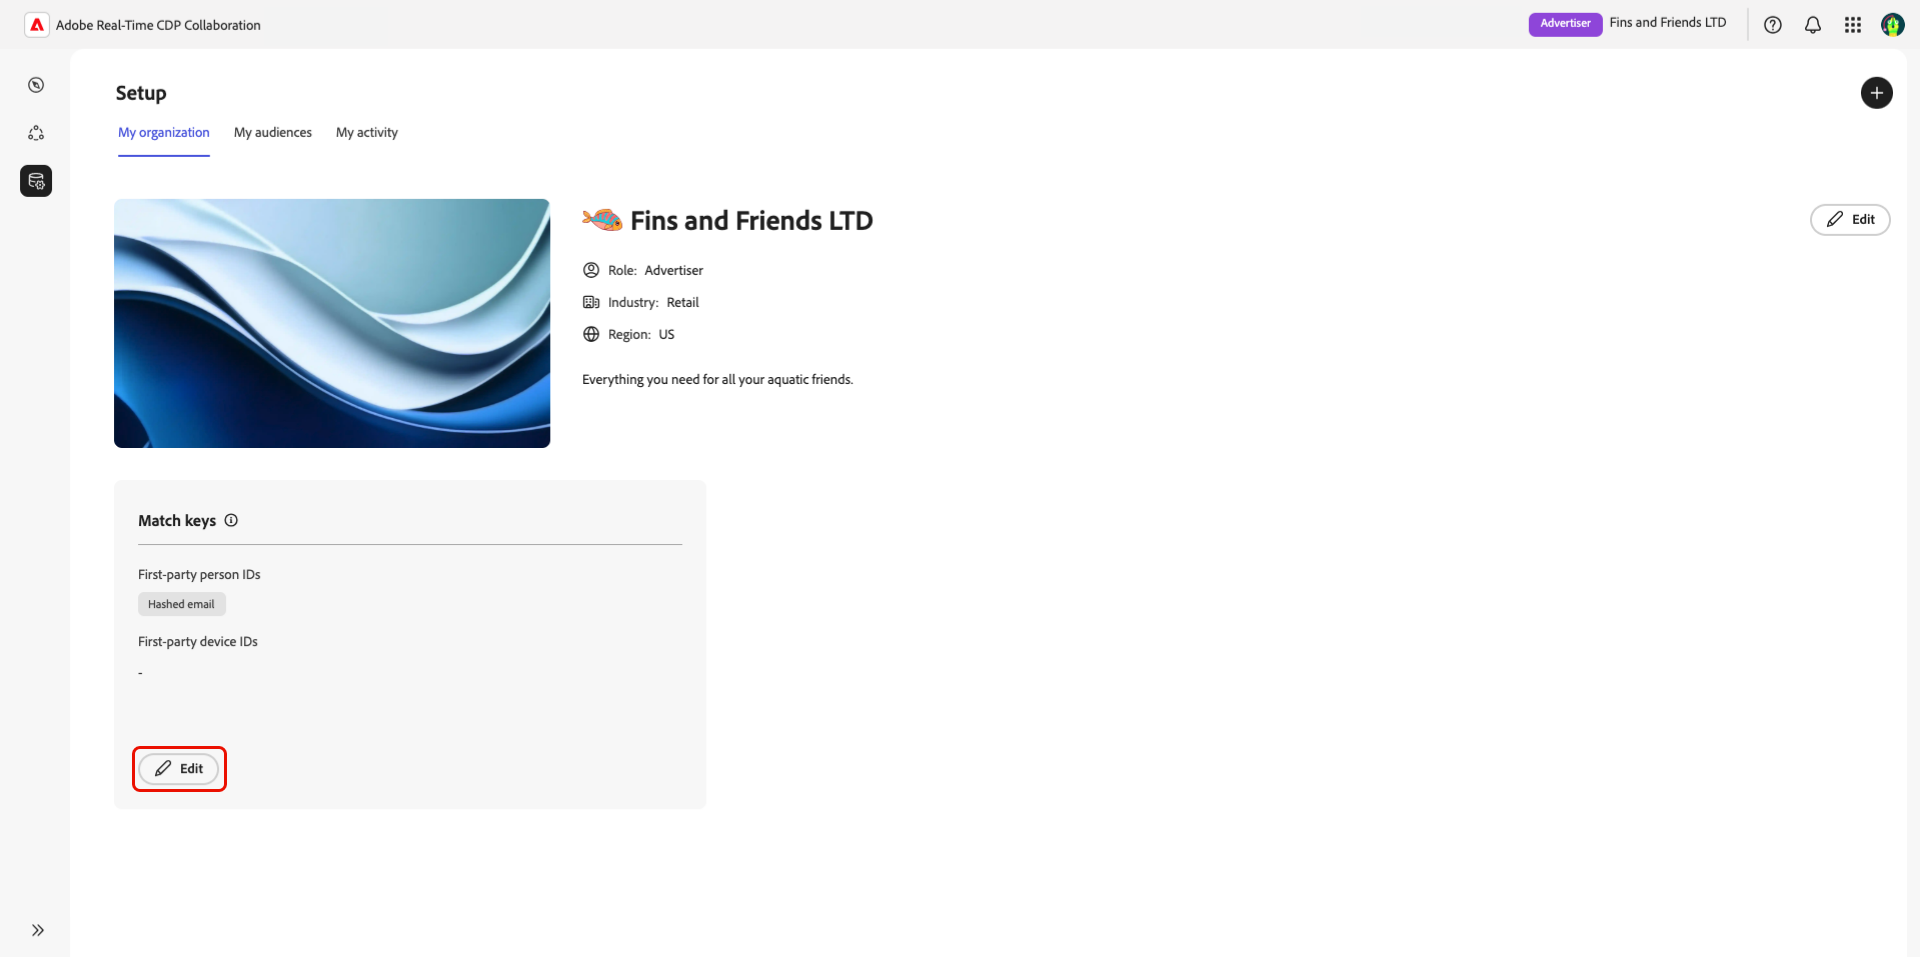 Adobe Real-Time CDP Collaboration
Advertiser
Fins and Friends LTD
Setup
My organization
My audiences
My activity
Fins and Friends LTD
Edit
Role: Advertiser
Industry: Retail
Region: US
Everything you need for all your aquatic friends.
Match keys
First-party person IDs
Hashed email
First-party device IDs
-
Edit